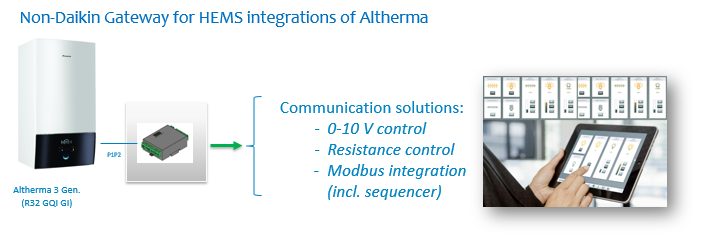 Non-Daikin Gateway for HEMS integrations of Altherma
Communication solutions:
- 0-10 V control
- Resistance control
- Modbus integration
(incl. sequencer)
P1P2
Altherma 3 Gen.
(R32 GQI GI)